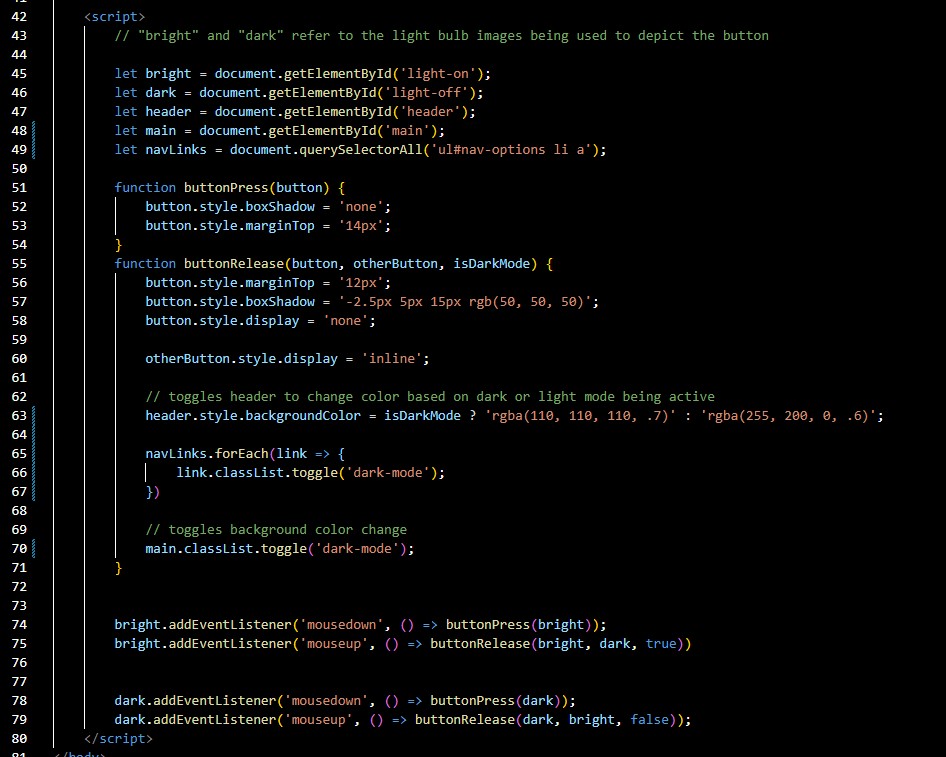 41
42 <script>
43 // "bright" and "dark" refer to the light bulb images being used to depict the button
44
45 let bright = document.getElementById('light-on');
46 let dark = document.getElementById('light-off');
47 let header = document.getElementById('header');
48 let main = document.getElementById('main');
49 let navLinks = document.querySelectorAll('ul#nav-options li a');
50
51 function buttonPress(button) {
52 button.style.boxShadow = 'none';
53 button.style.marginTop = '14px';
54 }
55 function buttonRelease(button, otherButton, isDarkMode) {
56 button.style.marginTop = '12px';
57 button.style.boxShadow = '-2.5px 5px 15px rgb(50, 50, 50)';
58 button.style.display = 'none';
59
60 otherButton.style.display = 'inline';
61
62 // toggles header to change color based on dark or light mode being active
63 header.style.backgroundColor = isDarkMode ? 'rgba(110, 110, 110, .7)' : 'rgba(255, 200, 0, .6)';
64
65 navLinks.forEach(link => {
66 link.classList.toggle('dark-mode');
67 })
68
69 // toggles background color change
70 main.classList.toggle('dark-mode');
71 }
72
73
74 bright.addEventListener('mousedown', () => buttonPress(bright));
75 bright.addEventListener('mouseup', () => buttonRelease(bright, dark, true))
76
77
78 dark.addEventListener('mousedown', () => buttonPress(dark));
79 dark.addEventListener('mouseup', () => buttonRelease(dark, bright, false));
80 </script>
81 </body>